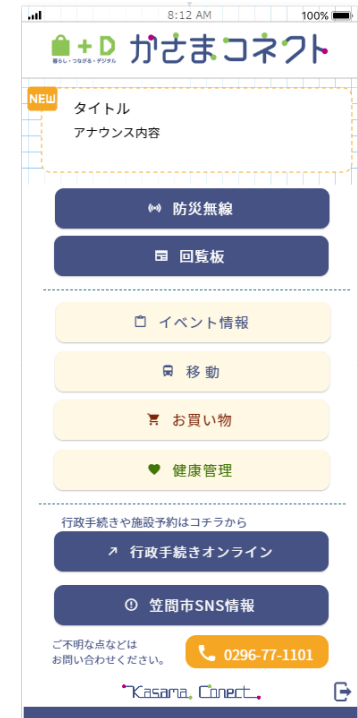 8:12 AM
100%
+D
暮らし・つながる・デジタル
かさまコネクト
NEW
タイトル
アナウンス内容
防災無線
回覧板
イベント情報
移動
お買い物
健康管理
行政手続きや施設予約はコチラから
行政手続きオンライン
笠間市SNS情報
ご不明な点などは
お問い合わせください。
0296-77-1101
Kasama Conect